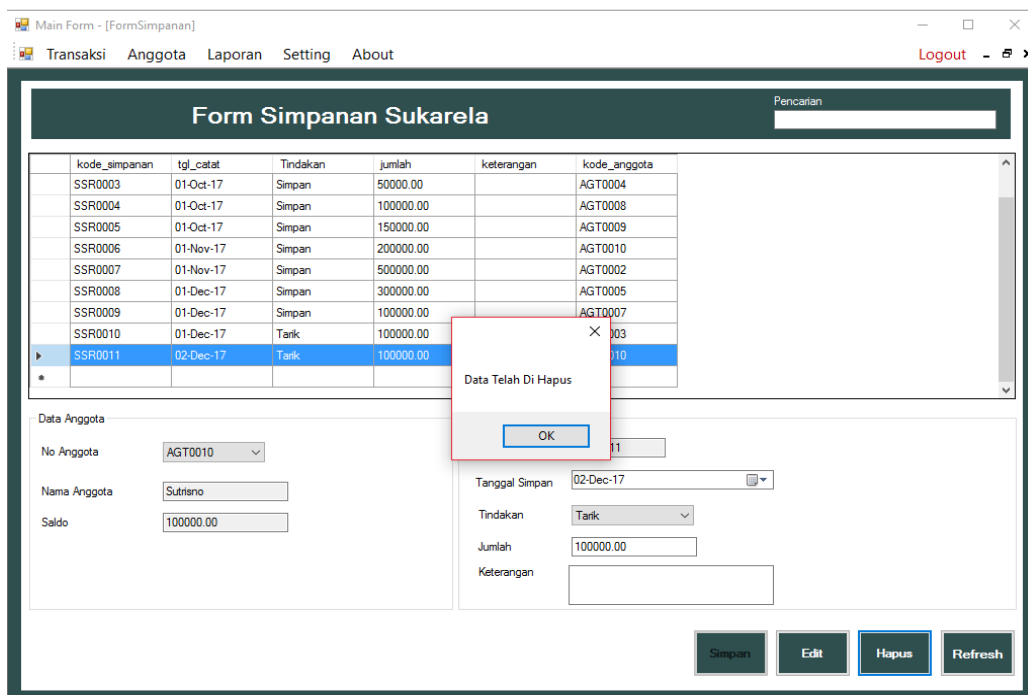 Main Form - [FormSimpanan]
Transaksi Anggota Laporan Setting About Logout
Form Simpanan Sukarela
Pencarian
kode_simpanan tgl_catat Tindakan jumlah keterangan kode_anggota
SSR0003 01-Oct-17 Simpan 50000.00 AGT0004
SSR0004 01-Oct-17 Simpan 100000.00 AGT0008
SSR0005 01-Oct-17 Simpan 150000.00 AGT0009
SSR0006 01-Nov-17 Simpan 200000.00 AGT0010
SSR0007 01-Nov-17 Simpan 500000.00 AGT0002
SSR0008 01-Dec-17 Simpan 300000.00 AGT0005
SSR0009 01-Dec-17 Simpan 100000.00 AGT0007
SSR0010 01-Dec-17 Tarik 100000.00 003
SSR0011 02-Dec-17 Tarik 100000.00 010
Data Telah Di Hapus
OK
Data Anggota
No Anggota AGT0010
Nama Anggota Sutrisno
Saldo 100000.00
11
Tanggal Simpan 02-Dec-17
Tindakan Tarik
Jumlah 100000.00
Keterangan
Simpan Edit Hapus Refresh